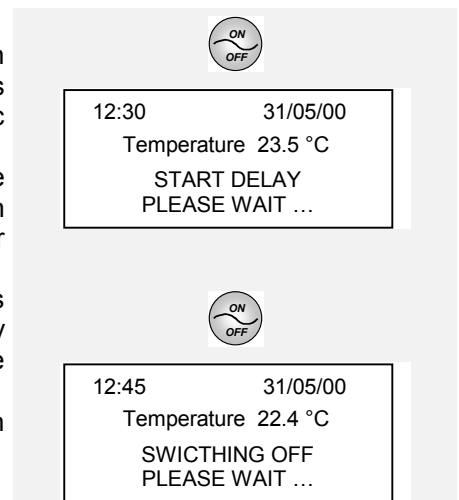 ON
OFF
12:30 31/05/00
Temperature 23.5 °C
START DELAY
PLEASE WAIT …
ON
OFF
12:45 31/05/00
Temperature 22.4 °C
SWICTHING OFF
PLEASE WAIT …